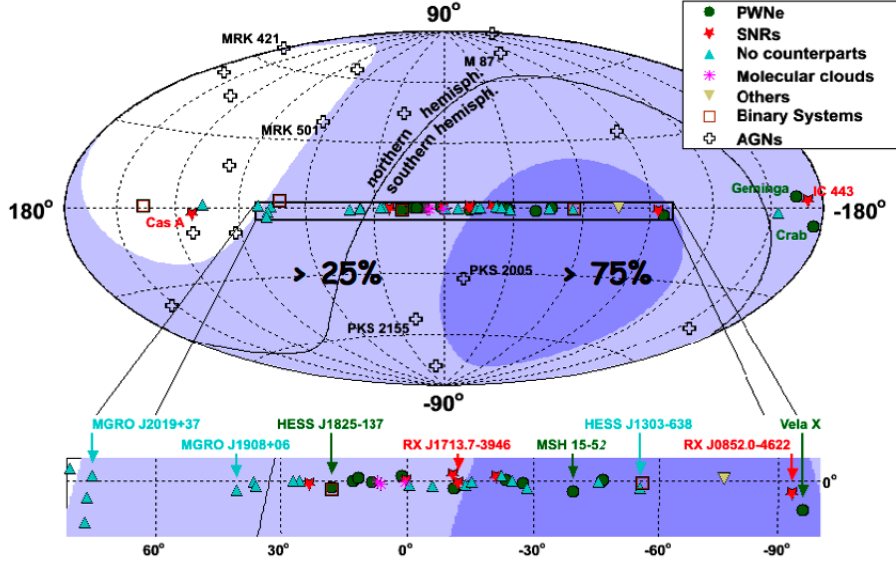 90°
MRK 421
M 87
MRK 501
northern hemisph.
southern hemisph.
PWNe
SNRs
No counterparts
Molecular clouds
Others
Binary Systems
AGNs
180°
Cas A
Geminga
IC 443
-180°
Crab
> 25%
PKS 2005
> 75%
PKS 2155
-90°
MGRO J2019+37
HESS J1825-137
HESS J1303-638
Vela X
MGRO J1908+06
RX J1713.7-3946
MSH 15-52
RX J0852.0-4622
0°
60°
30°
0°
-30°
-60°
-90°